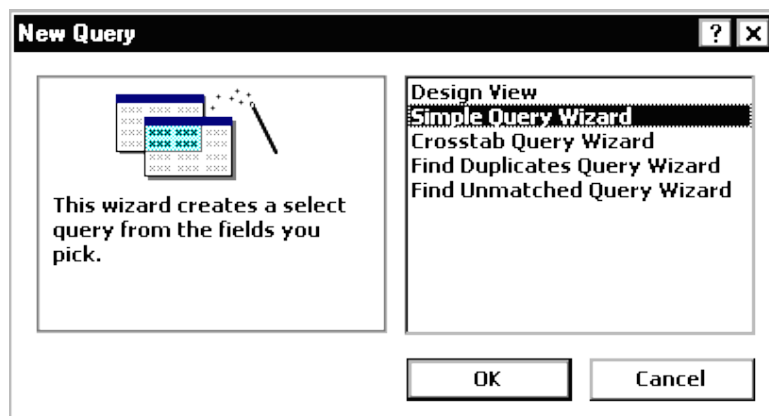 New Query
This wizard creates a select
query from the fields you
pick.
Design View
Simple Query Wizard
Crosstab Query Wizard
Find Duplicates Query Wizard
Find Unmatched Query Wizard
OK
Cancel